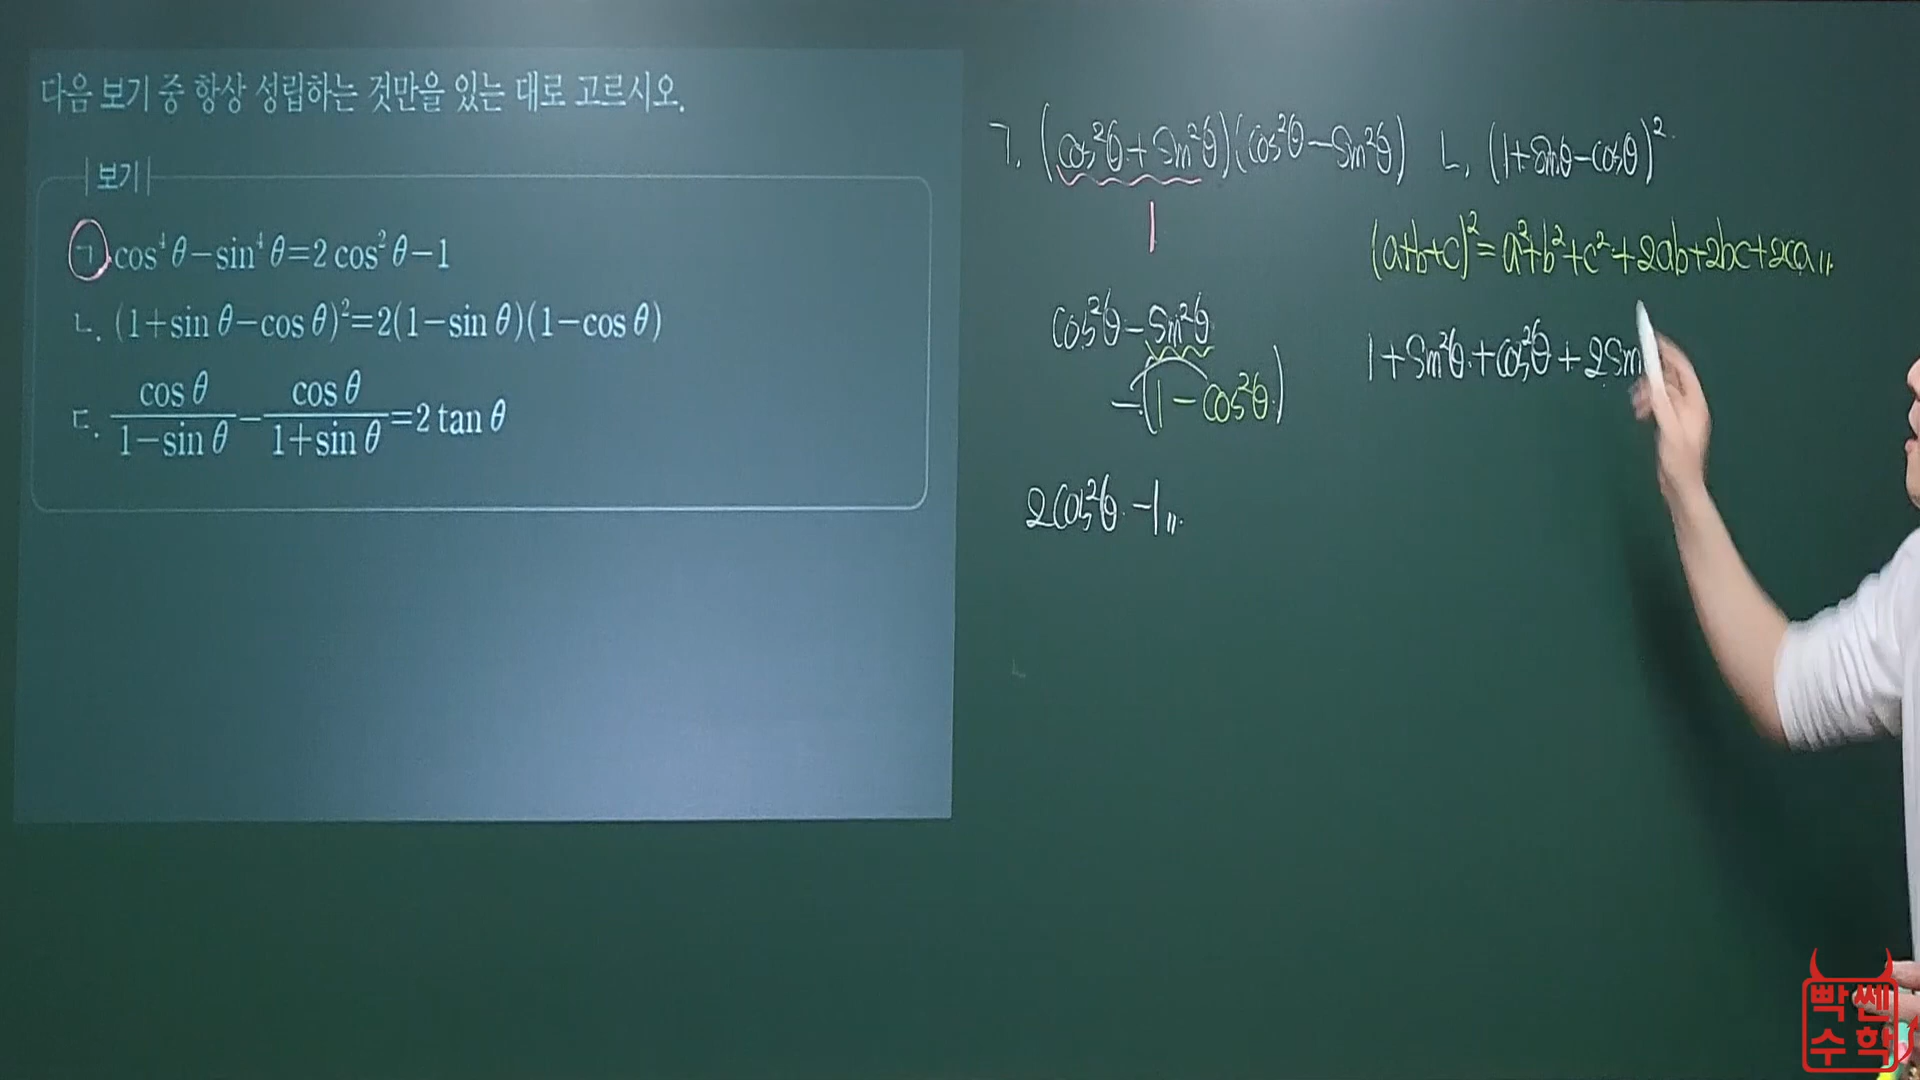 다음 보기 중 항상 성립하는 것만을 있는 대로 고르시오.
보기
ㄱ. cos⁴θ−sin⁴θ=2cos²θ−1
ㄴ. (1+sinθ−cosθ)²=2(1−sinθ)(1−cosθ)
ㄷ. cosθ/(1−sinθ)−cosθ/(1+sinθ)=2tanθ
ㄱ. (cos²θ+sin²θ)(cos²θ−sin²θ)
1
cos²θ−sin²θ
−(1−cos²θ)
2cos²θ−1
ㄴ. (1+sinθ−cosθ)²
(a+b+c)²=a²+b²+c²+2ab+2bc+2ca
1+sin²θ+cos²θ+2sin
빡쎈
수학